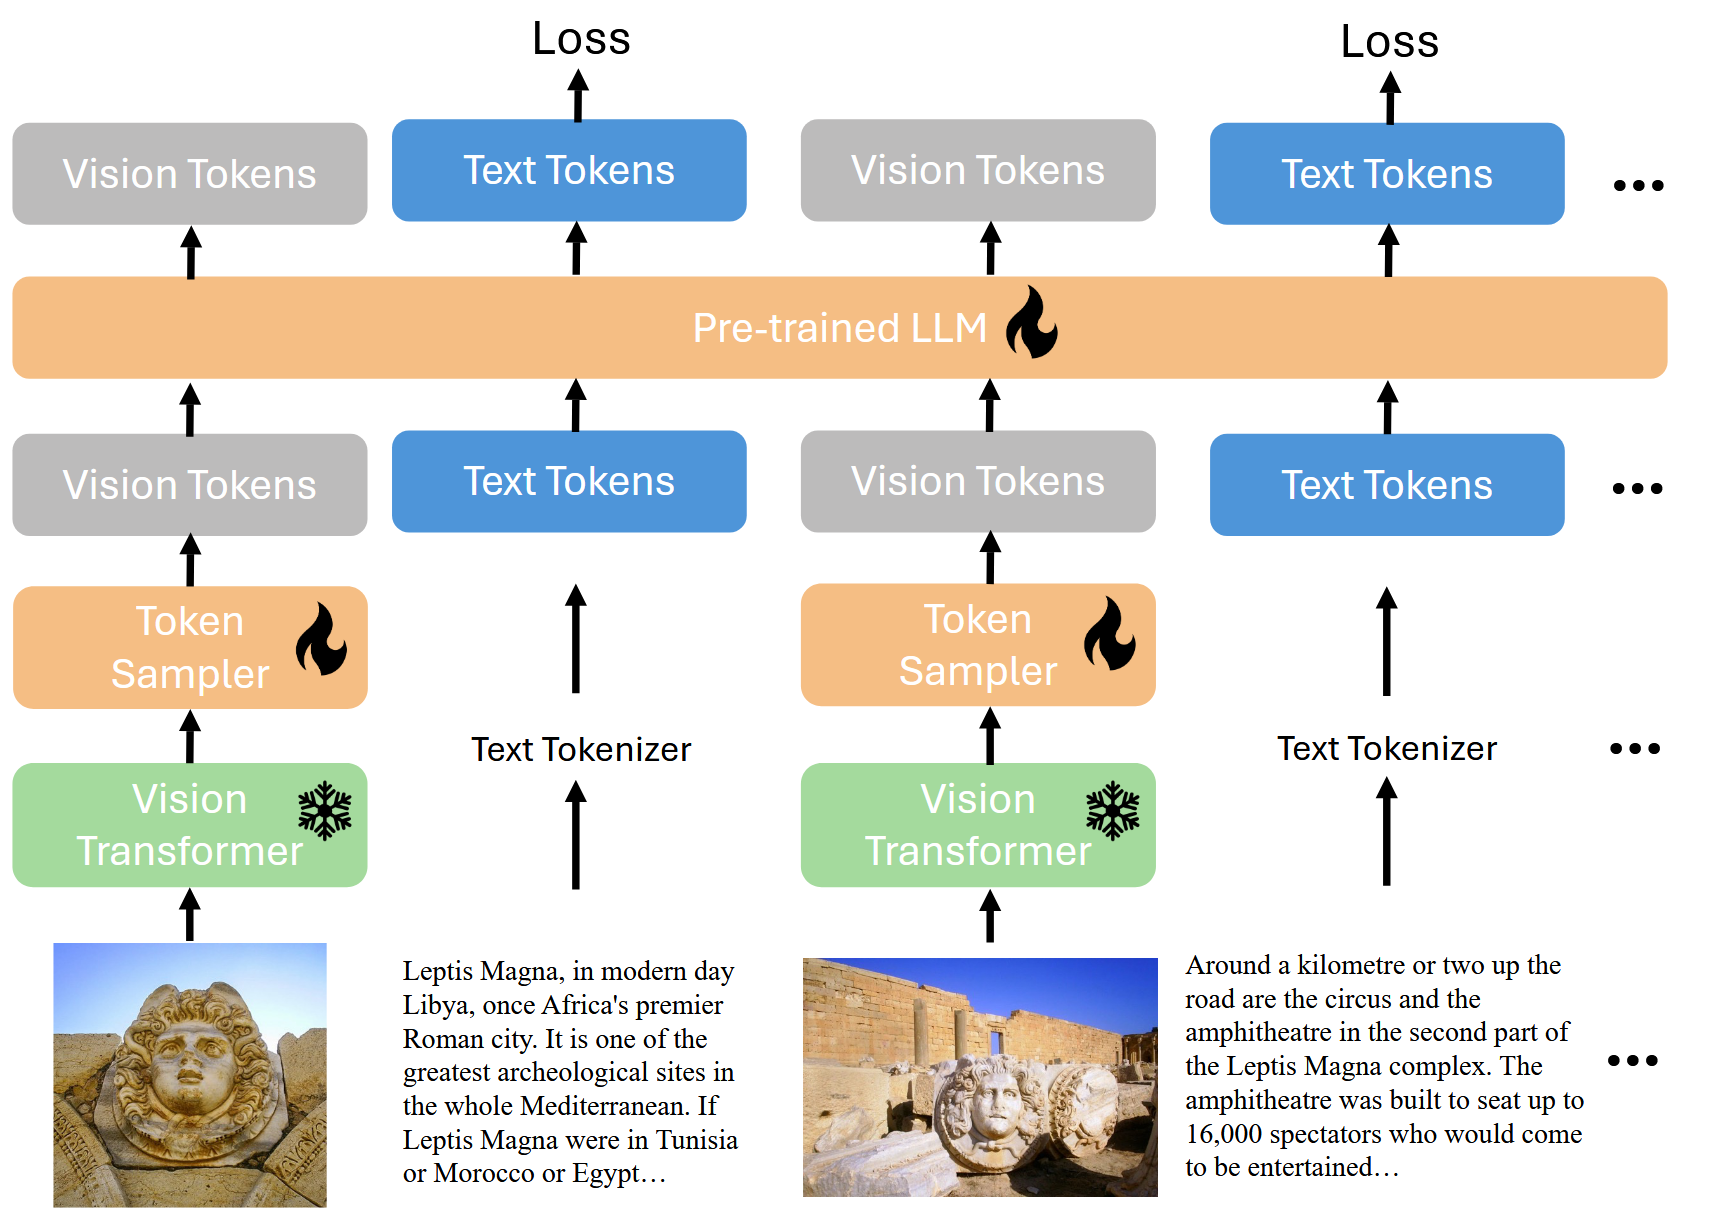 Loss
Loss
Vision Tokens
Text Tokens
Vision Tokens
Text Tokens
...
Pre-trained LLM
Vision Tokens
Text Tokens
Vision Tokens
Text Tokens
...
Token
Sampler
Token
Sampler
Text Tokenizer
Text Tokenizer
...
Vision
Transformer
Vision
Transformer
Leptis Magna, in modern day
Libya, once Africa's premier
Roman city. It is one of the
greatest archeological sites in
the whole Mediterranean. If
Leptis Magna were in Tunisia
or Morocco or Egypt…
Around a kilometre or two up the
road are the circus and the
amphitheatre in the second part of
the Leptis Magna complex. The
amphitheatre was built to seat up to
16,000 spectators who would come
to be entertained…
...